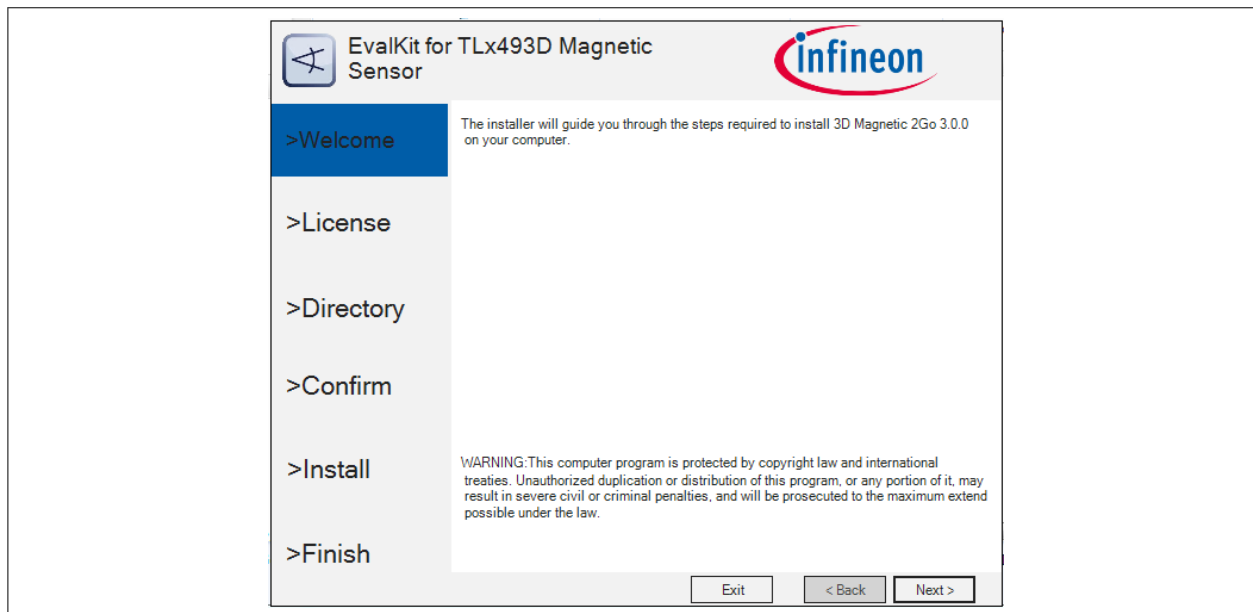 EvalKit for TLx493D Magnetic
Sensor
infineon
>Welcome
The installer will guide you through the steps required to install 3D Magnetic 2Go 3.0.0
on your computer.
>License
>Directory
>Confirm
>Install
WARNING:This computer program is protected by copyright law and international
treaties. Unauthorized duplication or distribution of this program, or any portion of it, may
result in severe civil or criminal penalties, and will be prosecuted to the maximum extend
possible under the law.
>Finish
Exit
< Back
Next >